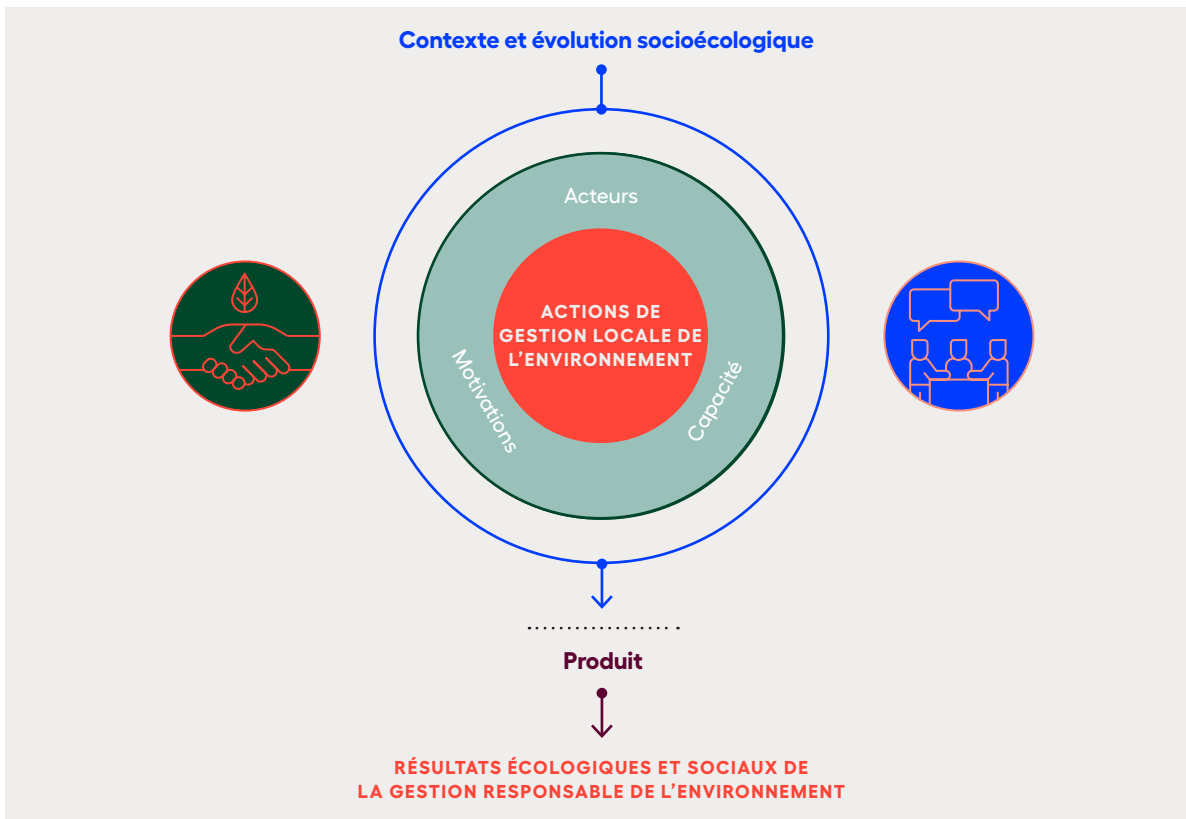 Contexte et évolution socioécologique
Acteurs
ACTIONS DE
GESTION LOCALE DE
L’ENVIRONNEMENT
Motivations
Capacité
Produit
RÉSULTATS ÉCOLOGIQUES ET SOCIAUX DE
LA GESTION RESPONSABLE DE L’ENVIRONNEMENT